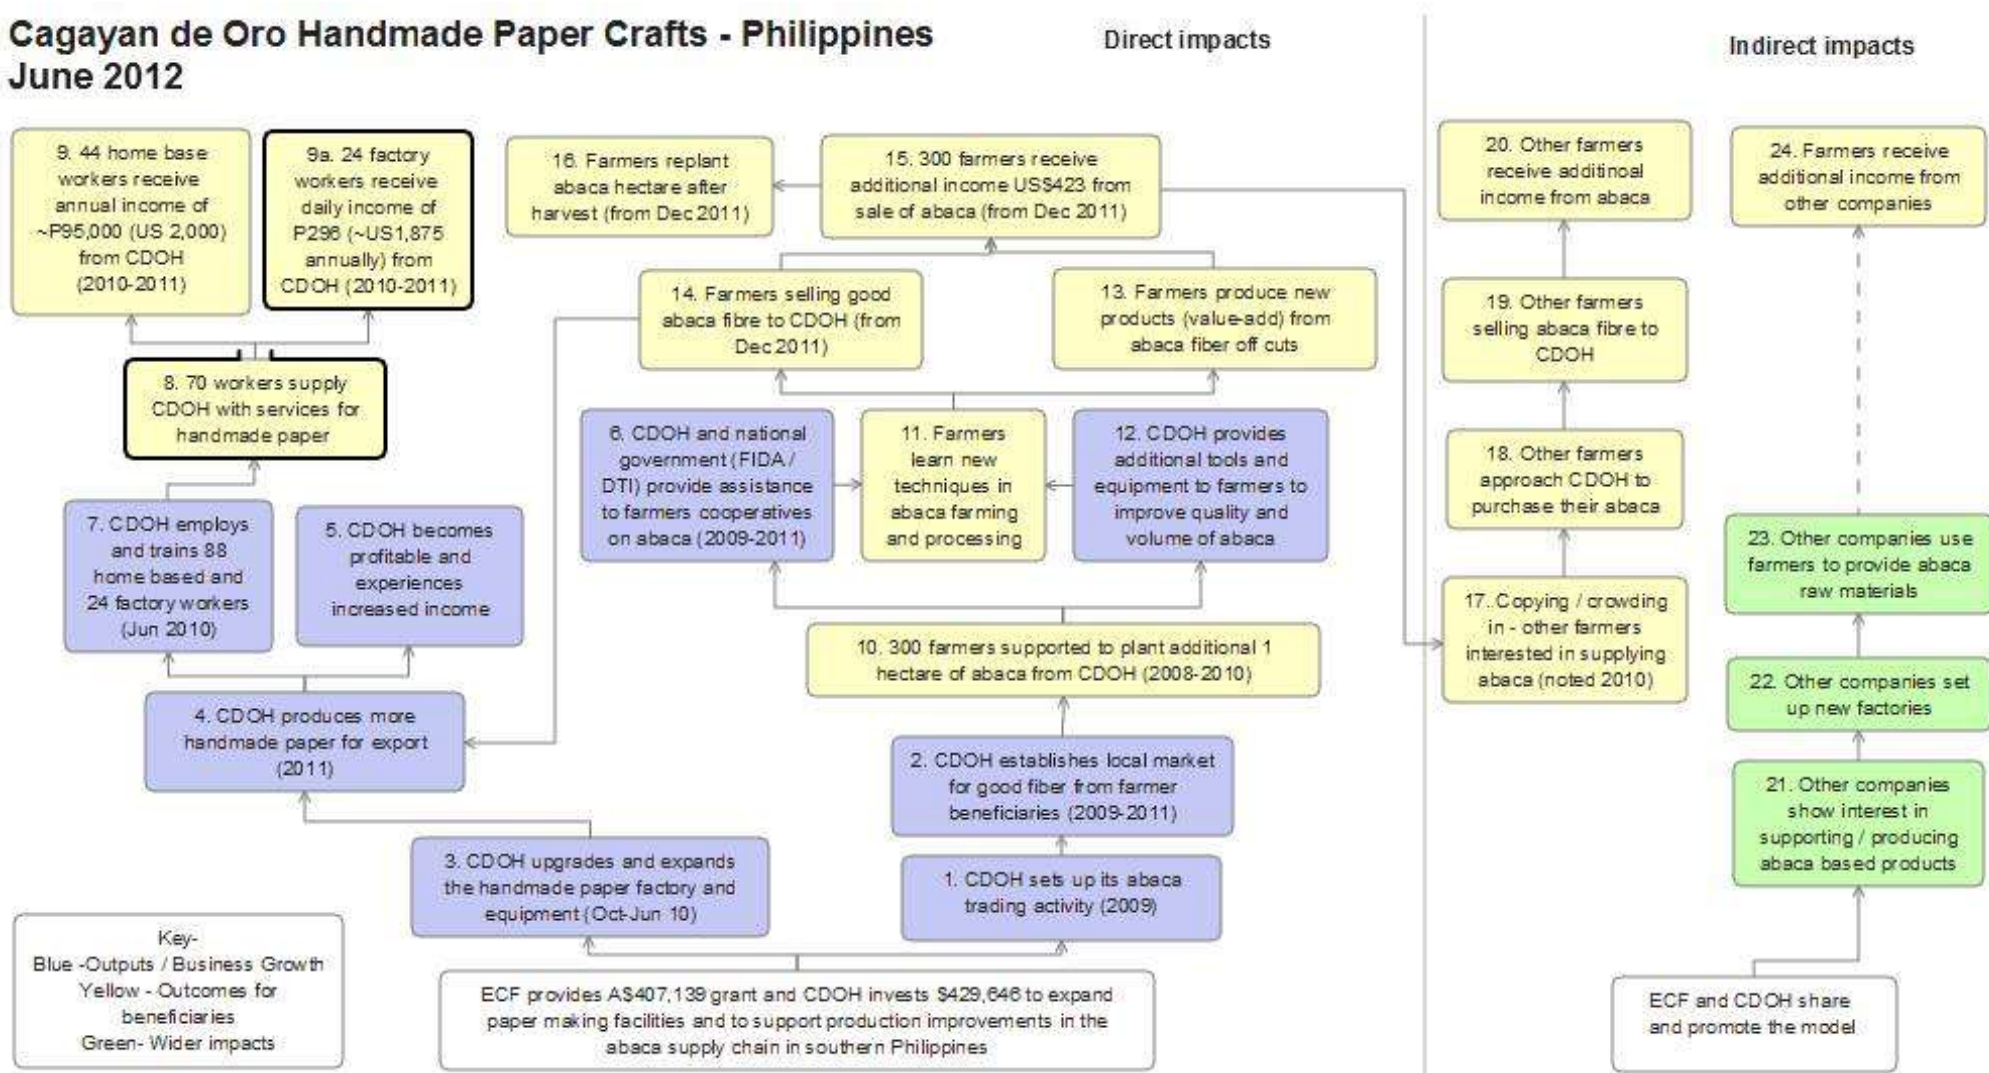 Cagayan de Oro Handmade Paper Crafts - Philippines
June 2012
Direct impacts
Indirect impacts
9. 44 home base
workers receive
annual income of
~P95,000 (US 2,000)
from CDOH
(2010-2011)
9a. 24 factory
workers receive
daily income of
P296 (~US1,875
annually) from
CDOH (2010-2011)
16. Farmers replant
abaca hectare after
harvest (from Dec 2011)
15. 300 farmers receive
additional income US$423 from
sale of abaca (from Dec 2011)
20. Other farmers
receive additinoal
income from abaca
24. Farmers receive
additional income from
other companies
14. Farmers selling good
abaca fibre to CDOH (from
Dec 2011)
13. Farmers produce new
products (value-add) from
abaca fiber off cuts
19. Other farmers
selling abaca fibre to
CDOH
8. 70 workers supply
CDOH with services for
handmade paper
6. CDOH and national
government (FIDA /
DTI) provide assistance
to farmers cooperatives
on abaca (2009-2011)
11. Farmers
learn new
techniques in
abaca farming
and processing
12. CDOH provides
additional tools and
equipment to farmers to
improve quality and
volume of abaca
18. Other farmers
approach CDOH to
purchase their abaca
7. CDOH employs
and trains 88
home based and
24 factory workers
(Jun 2010)
5. CDOH becomes
profitable and
experiences
increased income
23. Other companies use
farmers to provide abaca
raw materials
10. 300 farmers supported to plant additional 1
hectare of abaca from CDOH (2008-2010)
17. Copying / crowding
in - other farmers
interested in supplying
abaca (noted 2010)
22. Other companies set
up new factories
4. CDOH produces more
handmade paper for export
(2011)
2. CDOH establishes local market
for good fiber from farmer
beneficiaries (2009-2011)
21. Other companies
show interest in
supporting / producing
abaca based products
3. CDOH upgrades and expands
the handmade paper factory and
equipment (Oct-Jun 10)
1. CDOH sets up its abaca
trading activity (2009)
Key-
Blue -Outputs / Business Growth
Yellow - Outcomes for
beneficiaries
Green- Wider impacts
ECF provides A$407,139 grant and CDOH invests $429,646 to expand
paper making facilities and to support production improvements in the
abaca supply chain in southern Philippines
ECF and CDOH share
and promote the model